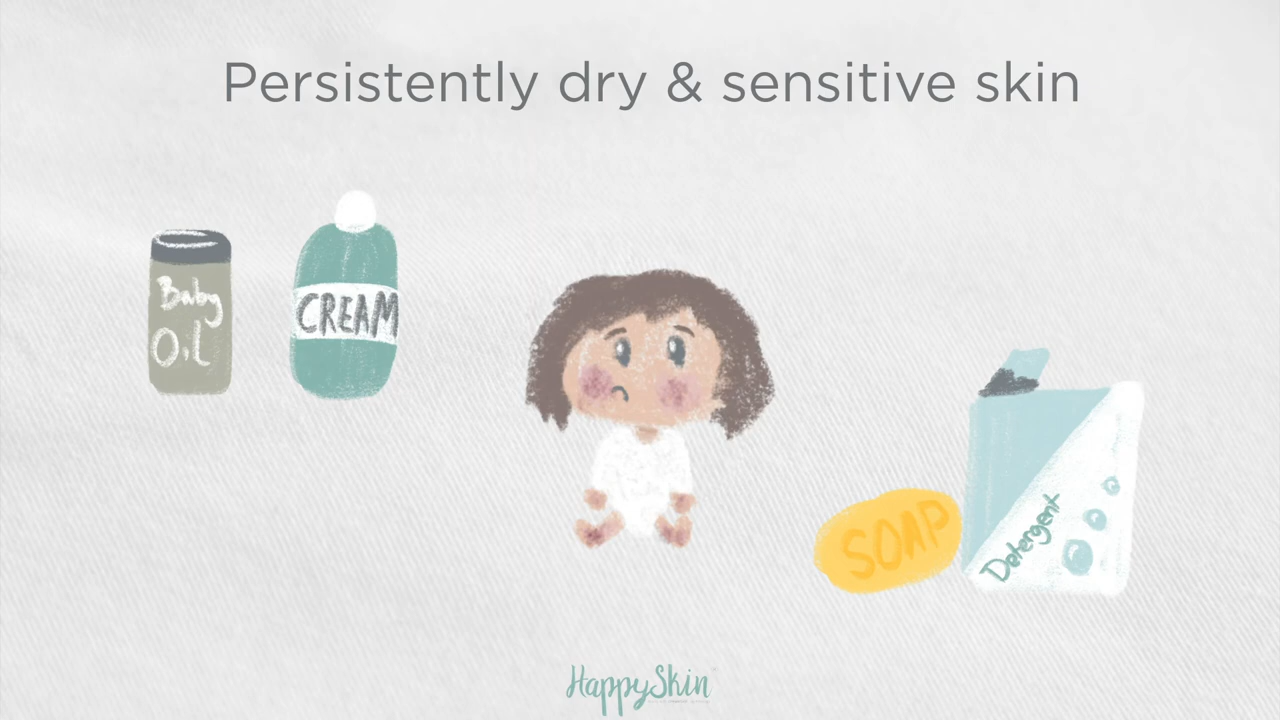 Persistently dry & sensitive skin
Baby
Oil
CREAM
SOAP
Detergent
HappySkin